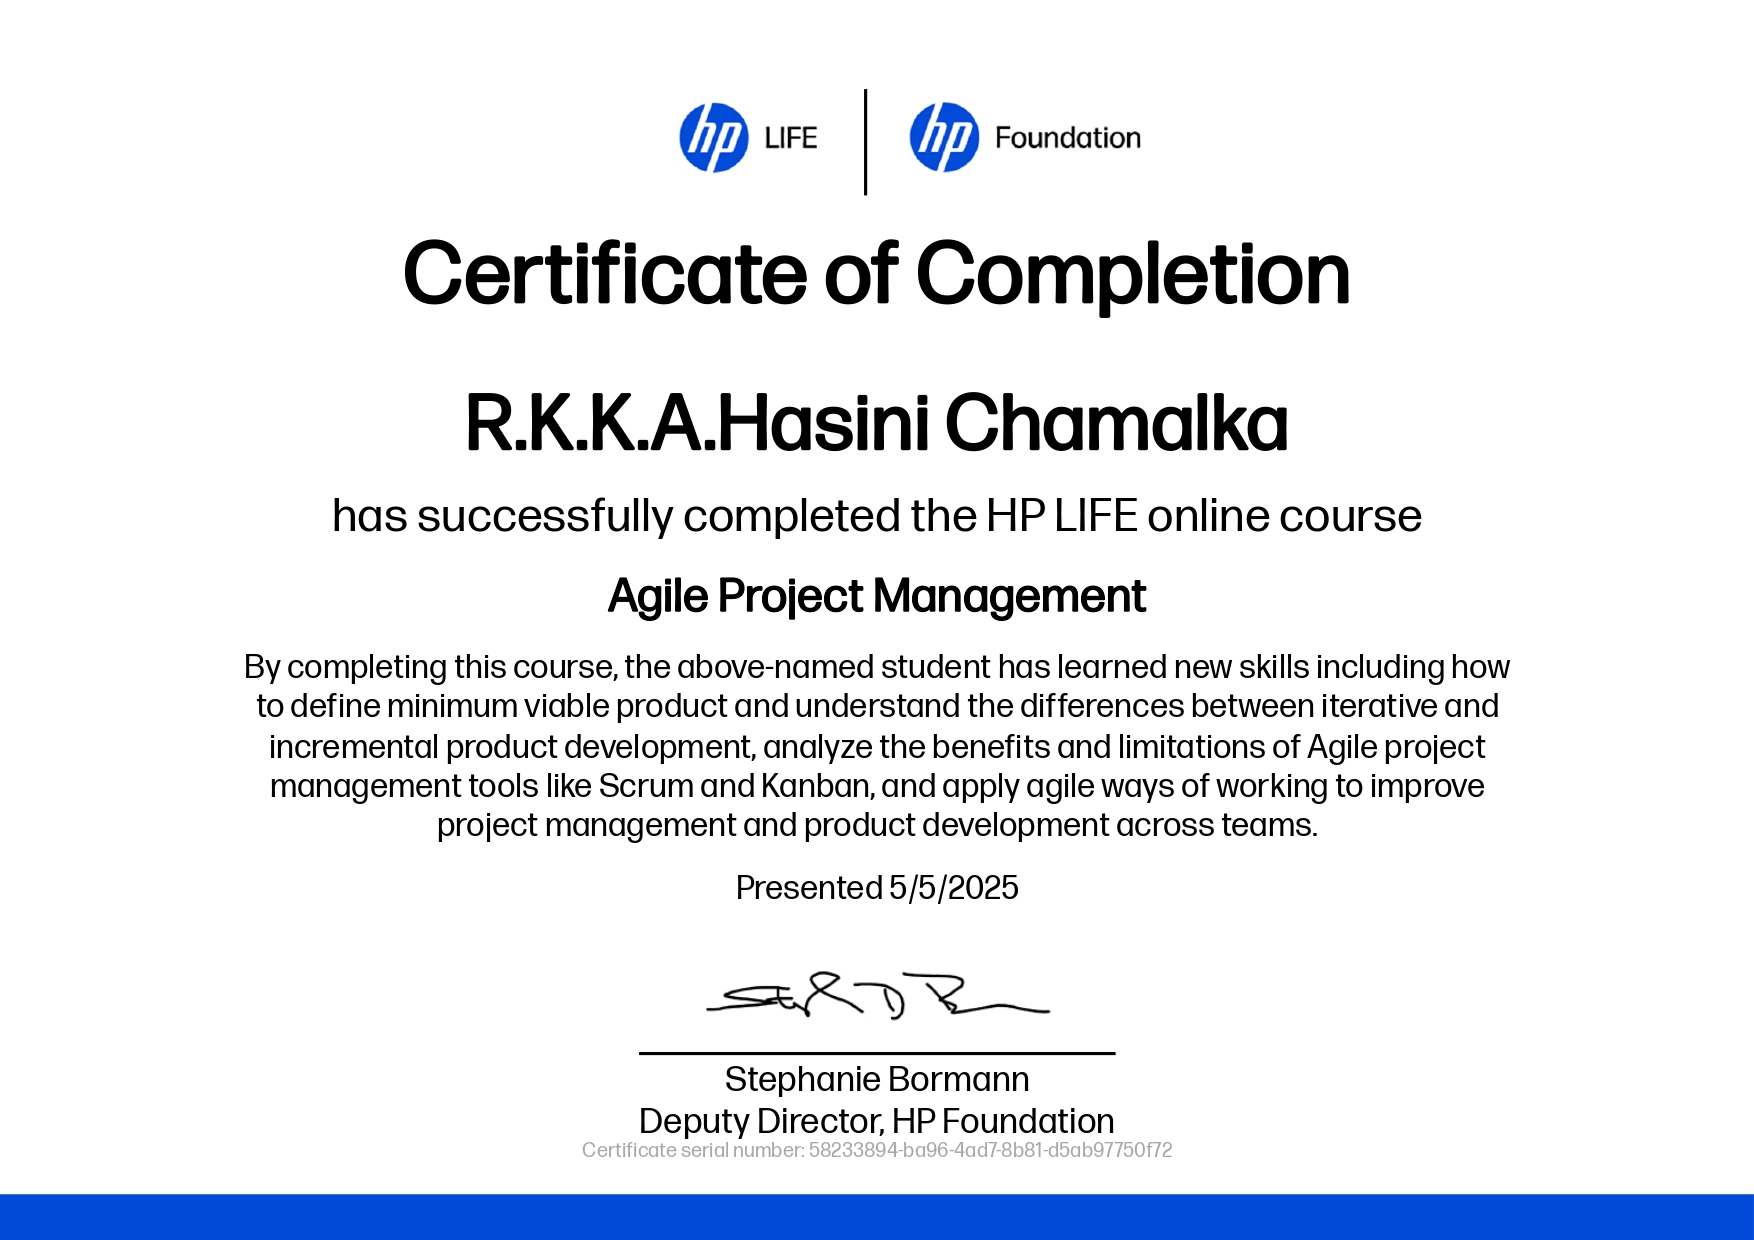 hp LIFE
hp Foundation
Certificate of Completion
R.K.K.A.Hasini Chamalka
has successfully completed the HP LIFE online course
Agile Project Management
By completing this course, the above-named student has learned new skills including how
to define minimum viable product and understand the differences between iterative and
incremental product development, analyze the benefits and limitations of Agile project
management tools like Scrum and Kanban, and apply agile ways of working to improve
project management and product development across teams.
Presented 5/5/2025
Stephanie Bormann
Deputy Director, HP Foundation
Certificate serial number: 58233894-ba96-4ad7-8b81-d5ab97750f72